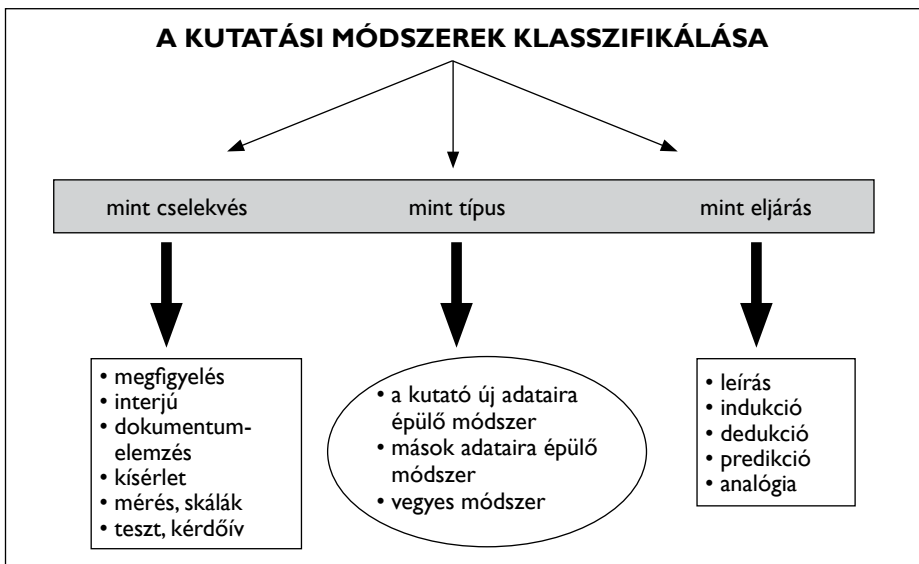 A KUTATÁSI MÓDSZEREK KLASSZIFIKÁLÁSA
mint cselekvés
mint típus
mint eljárás
• megfigyelés
• interjú
• dokumentum-
elemzés
• kísérlet
• mérés, skálák
• teszt, kérdőív
• a kutató új adataira
épülő módszer
• mások adataira épülő
módszer
• vegyes módszer
• leírás
• indukció
• dedukció
• predikció
• analógia